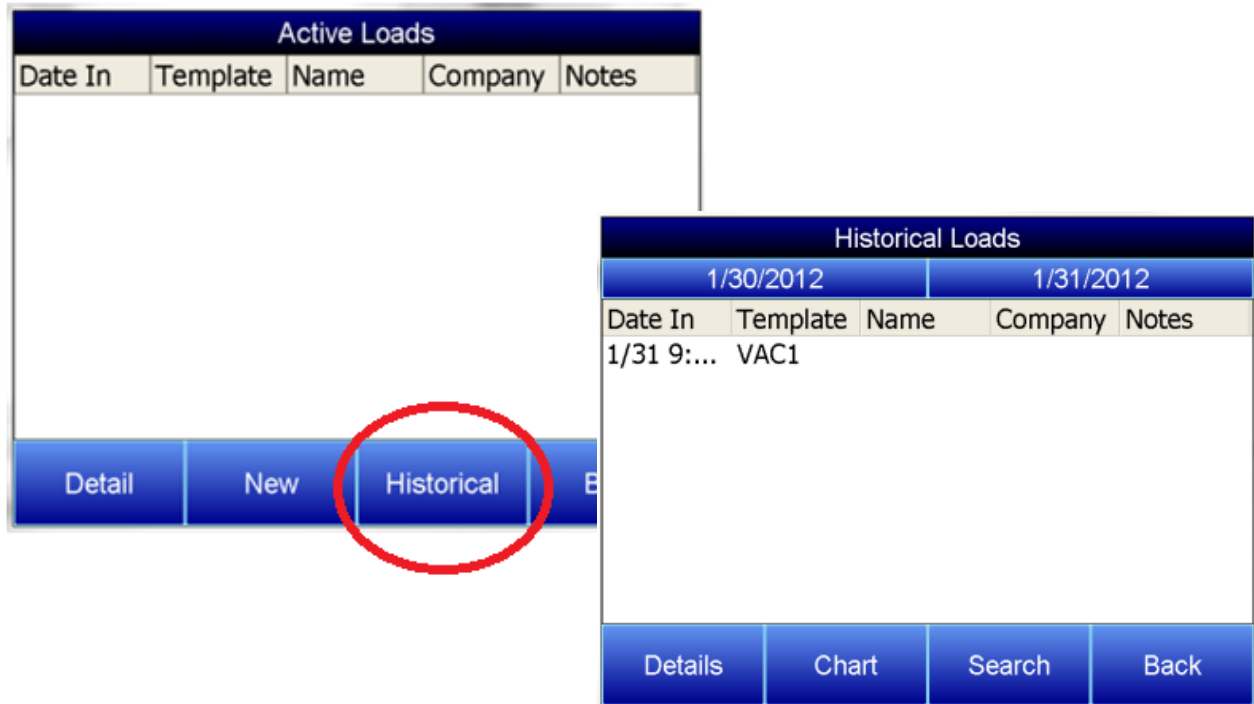 Active Loads
Date In Template Name Company Notes
Detail New Historical
Historical Loads
1/30/2012 1/31/2012
Date In Template Name Company Notes
1/31 9:... VAC1
Details Chart Search Back